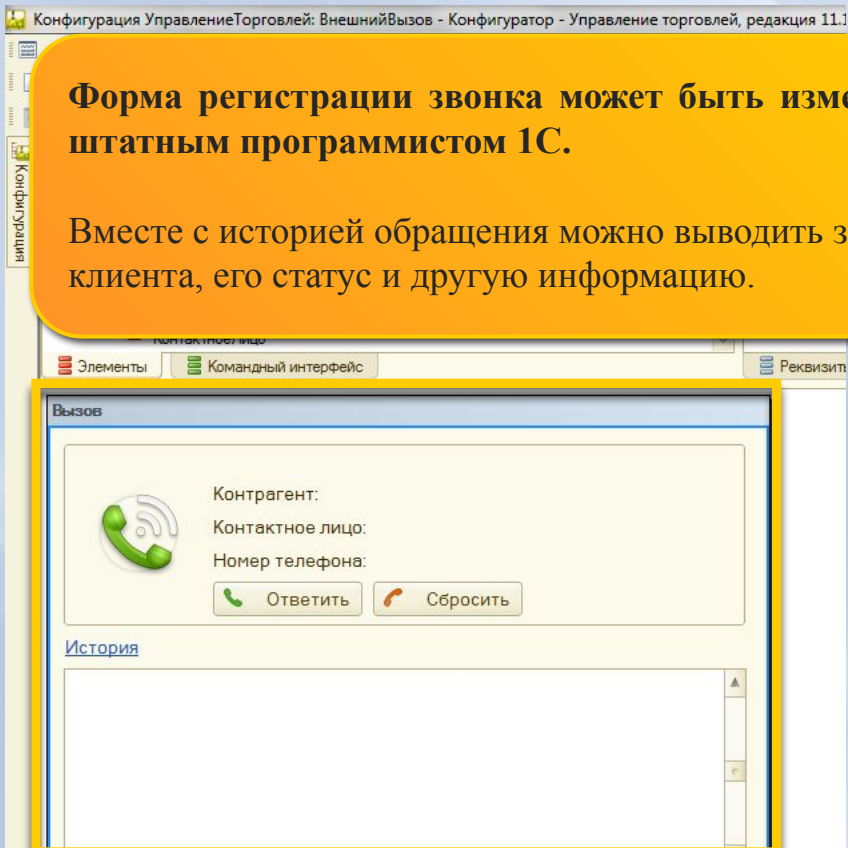 Конфигурация УправлениеТорговлей: ВнешнийВызов - Конфигуратор - Управление торговлей, редакция 11.1
Форма регистрации звонка может быть изме
штатным программистом 1С.
Вместе с историей обращения можно выводить з
клиента, его статус и другую информацию.
Конфигурация
КонтактноеЛицо
Элементы
Командный интерфейс
Реквизиты
Вызов
Контрагент:
Контактное лицо:
Номер телефона:
Ответить
Сбросить
История